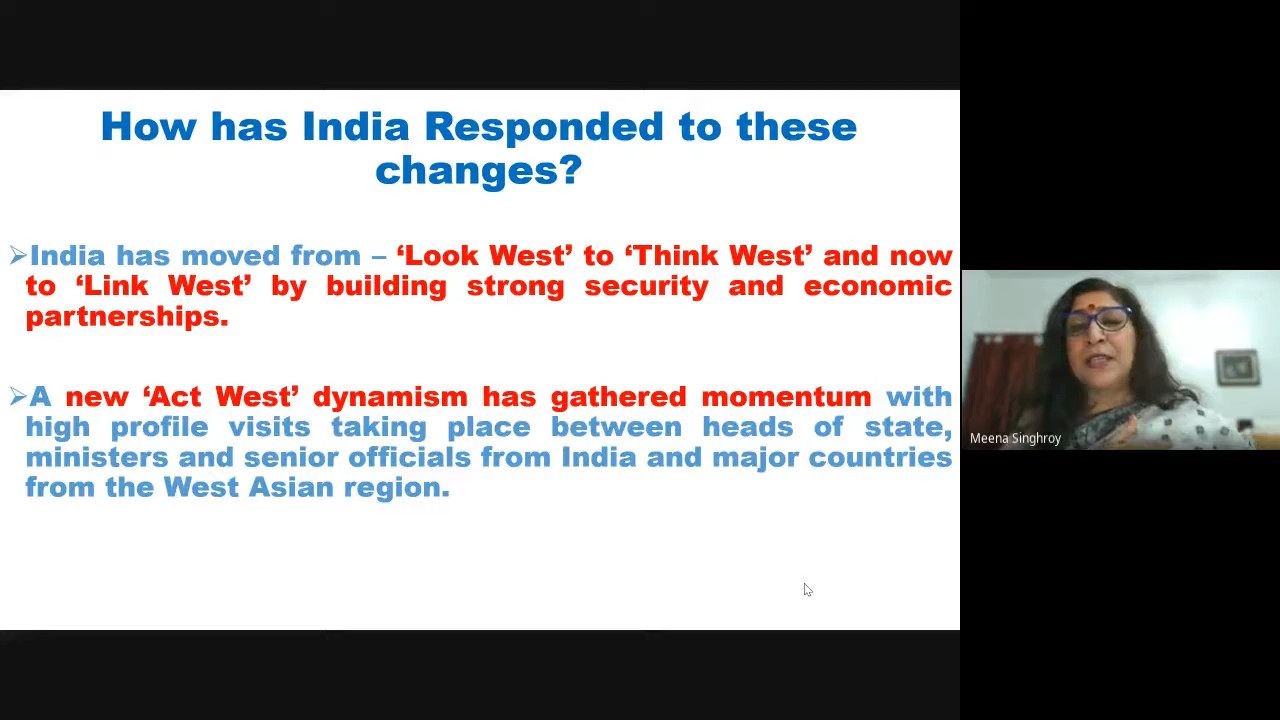 How has India Responded to these
changes?
➢India has moved from – ‘Look West’ to ‘Think West’ and now
to ‘Link West’ by building strong security and economic
partnerships.
➢A new ‘Act West’ dynamism has gathered momentum with
high profile visits taking place between heads of state,
ministers and senior officials from India and major countries
from the West Asian region.
Meena Singhroy